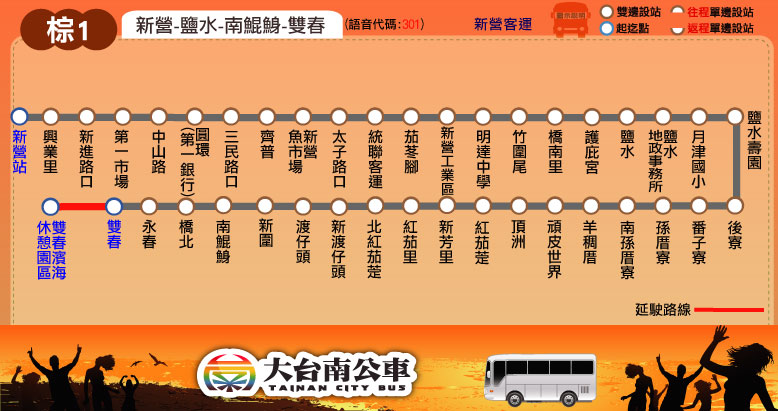 棕1
新營-鹽水-南鯤鯓-雙春
(語音代碼:301)
新營客運
雙邊設站
往程單邊設站
起迄點
返程單邊設站
新營站
興業里
新進路口
第一市場
中山路
圓環
(第一銀行)
三民路口
齊普
新營
魚市場
太子路口
統聯客運
茄苳腳
新營工業區
明達中學
竹圍尾
橋南里
護庇宮
鹽水
鹽水
地政事務所
月津國小
鹽水壽園
後寮
番子寮
孫厝寮
南孫厝寮
羊稠厝
頑皮世界
頂洲
紅茄萣
新芳里
紅茄里
北紅茄萣
新渡仔頭
渡仔頭
新圍
南鯤鯓
橋北
永春
雙春
雙春濱海
休憩園區
延駛路線
大台南公車
TAINAN CITY BUS